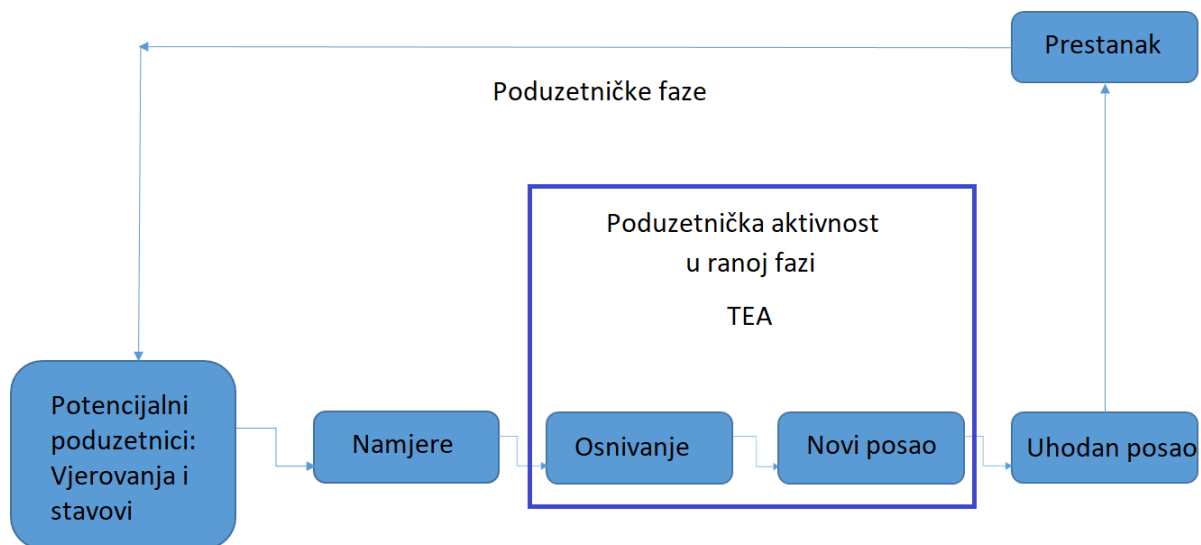 Prestanak
Poduzetničke faze
Poduzetnička aktivnost
u ranoj fazi
TEA
Potencijalni
poduzetnici:
Vjerovanja i
stavovi
Namjere
Osnivanje
Novi posao
Uhodan posao